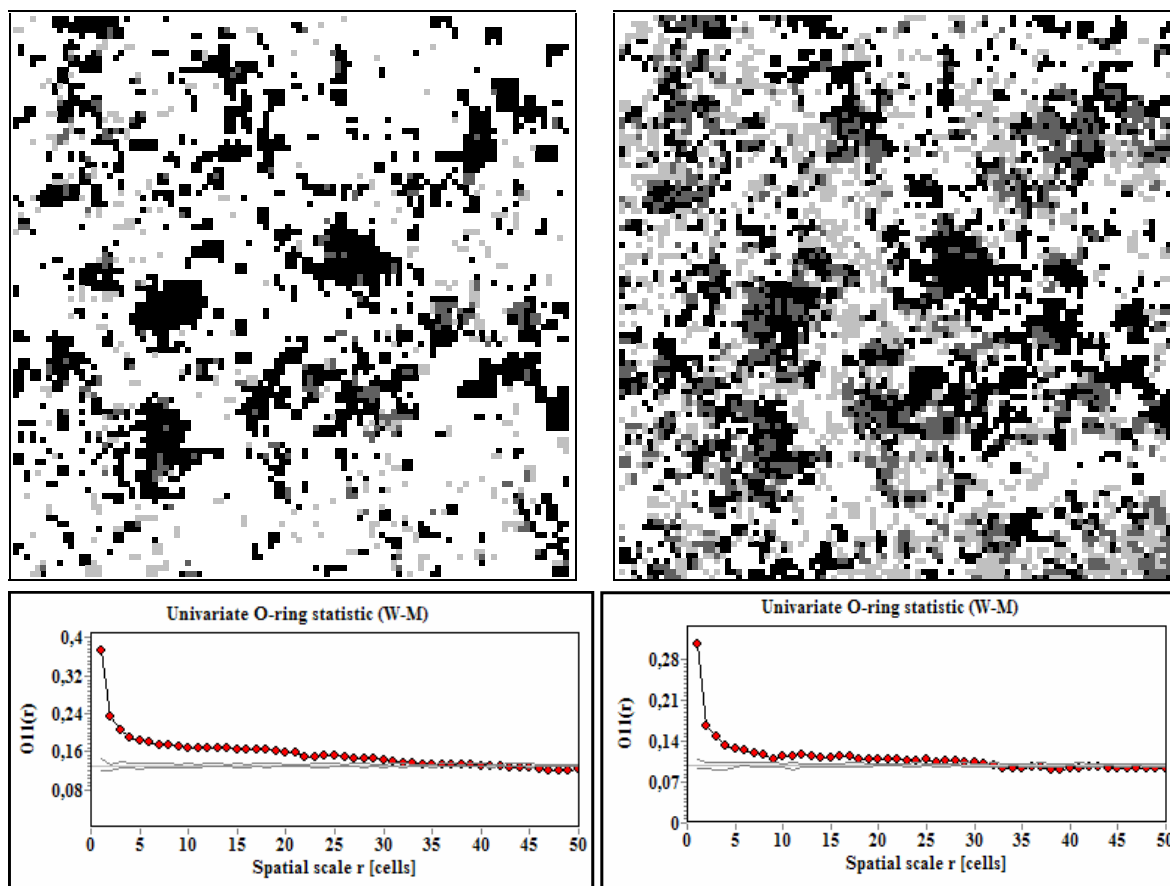 Univariate O-ring statistic (W-M)
0,4
0,32
0,24
0,16
0,08
O11(r)
0 5 10 15 20 25 30 35 40 45 50
Spatial scale r [cells]
Univariate O-ring statistic (W-M)
0,28
0,21
0,14
0,07
0
O11(r)
0 5 10 15 20 25 30 35 40 45 50
Spatial scale r [cells]